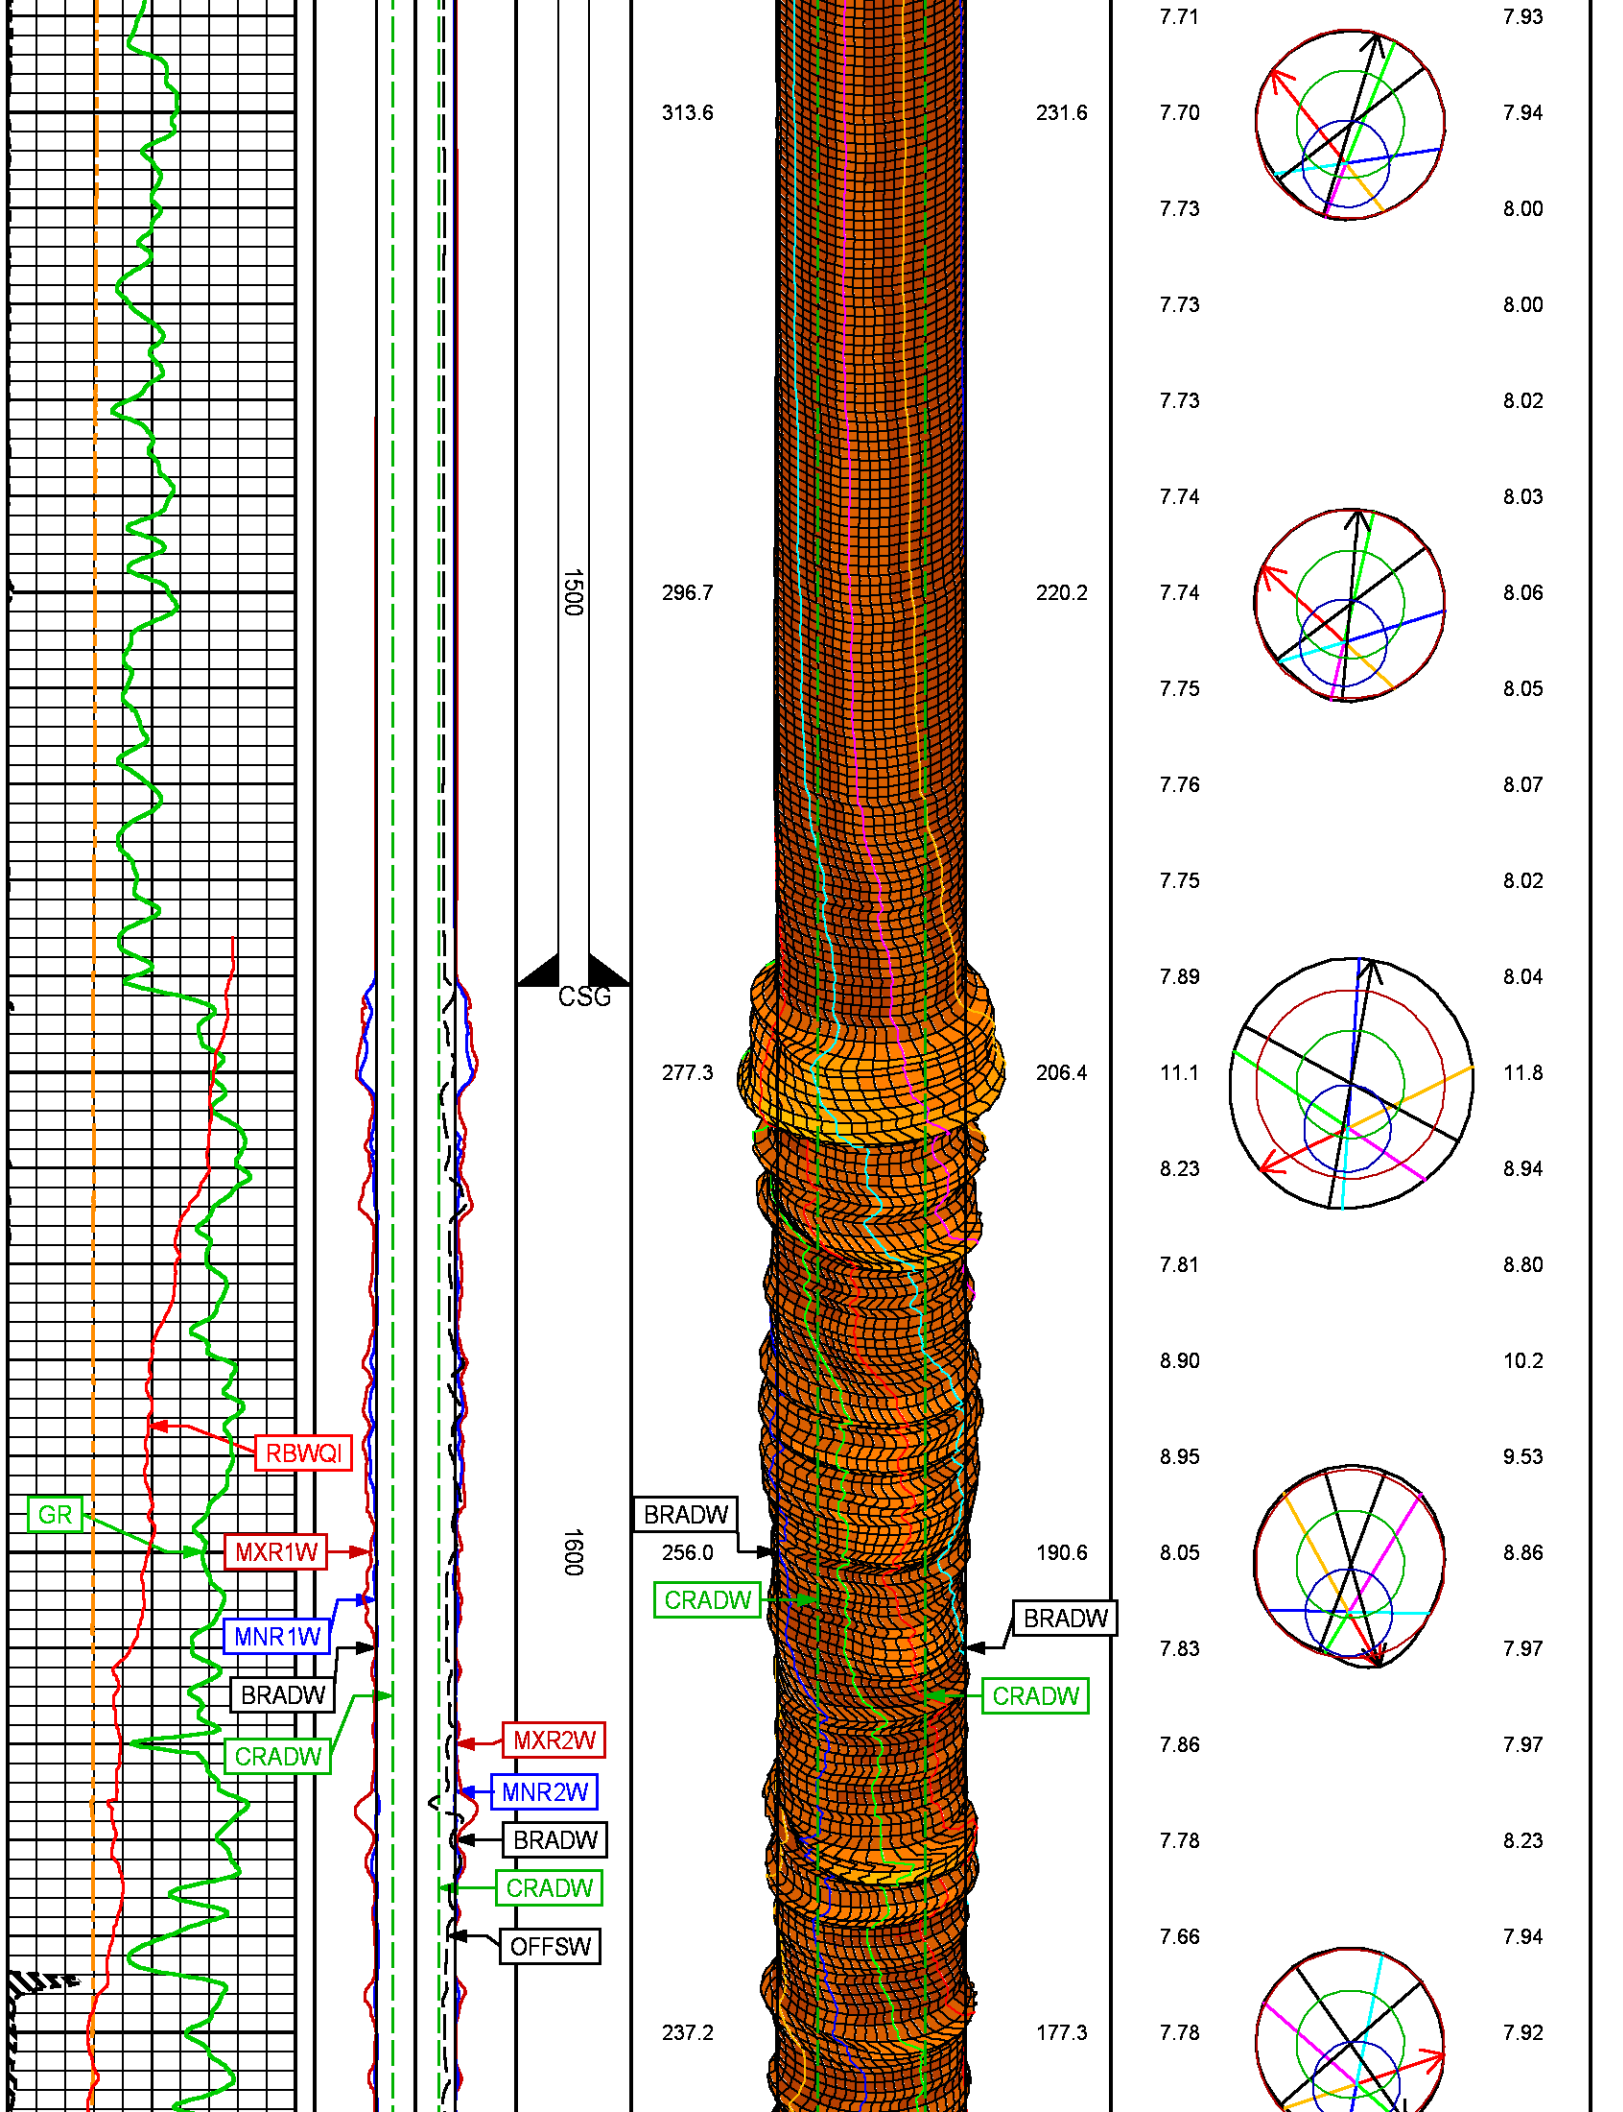 7.71 7.93
313.6 231.6 7.70 7.94
7.73 8.00
7.73 8.00
7.73 8.02
7.74 8.03
1500
296.7 220.2 7.74 8.06
7.75 8.05
7.76 8.07
7.75 8.02
7.89 8.04
CSG
277.3 206.4 11.1 11.8
8.23 8.94
7.81 8.80
8.90 10.2
RBWQI
8.95 9.53
GR
BRADW
MXR1W
1600
256.0 190.6 8.05 8.86
CRADW
BRADW
MNR1W
7.83 7.97
BRADW
CRADW
MXR2W
CRADW
7.86 7.97
MNR2W
BRADW
7.78 8.23
CRADW
OFFSW
7.66 7.94
237.2 177.3 7.78 7.92